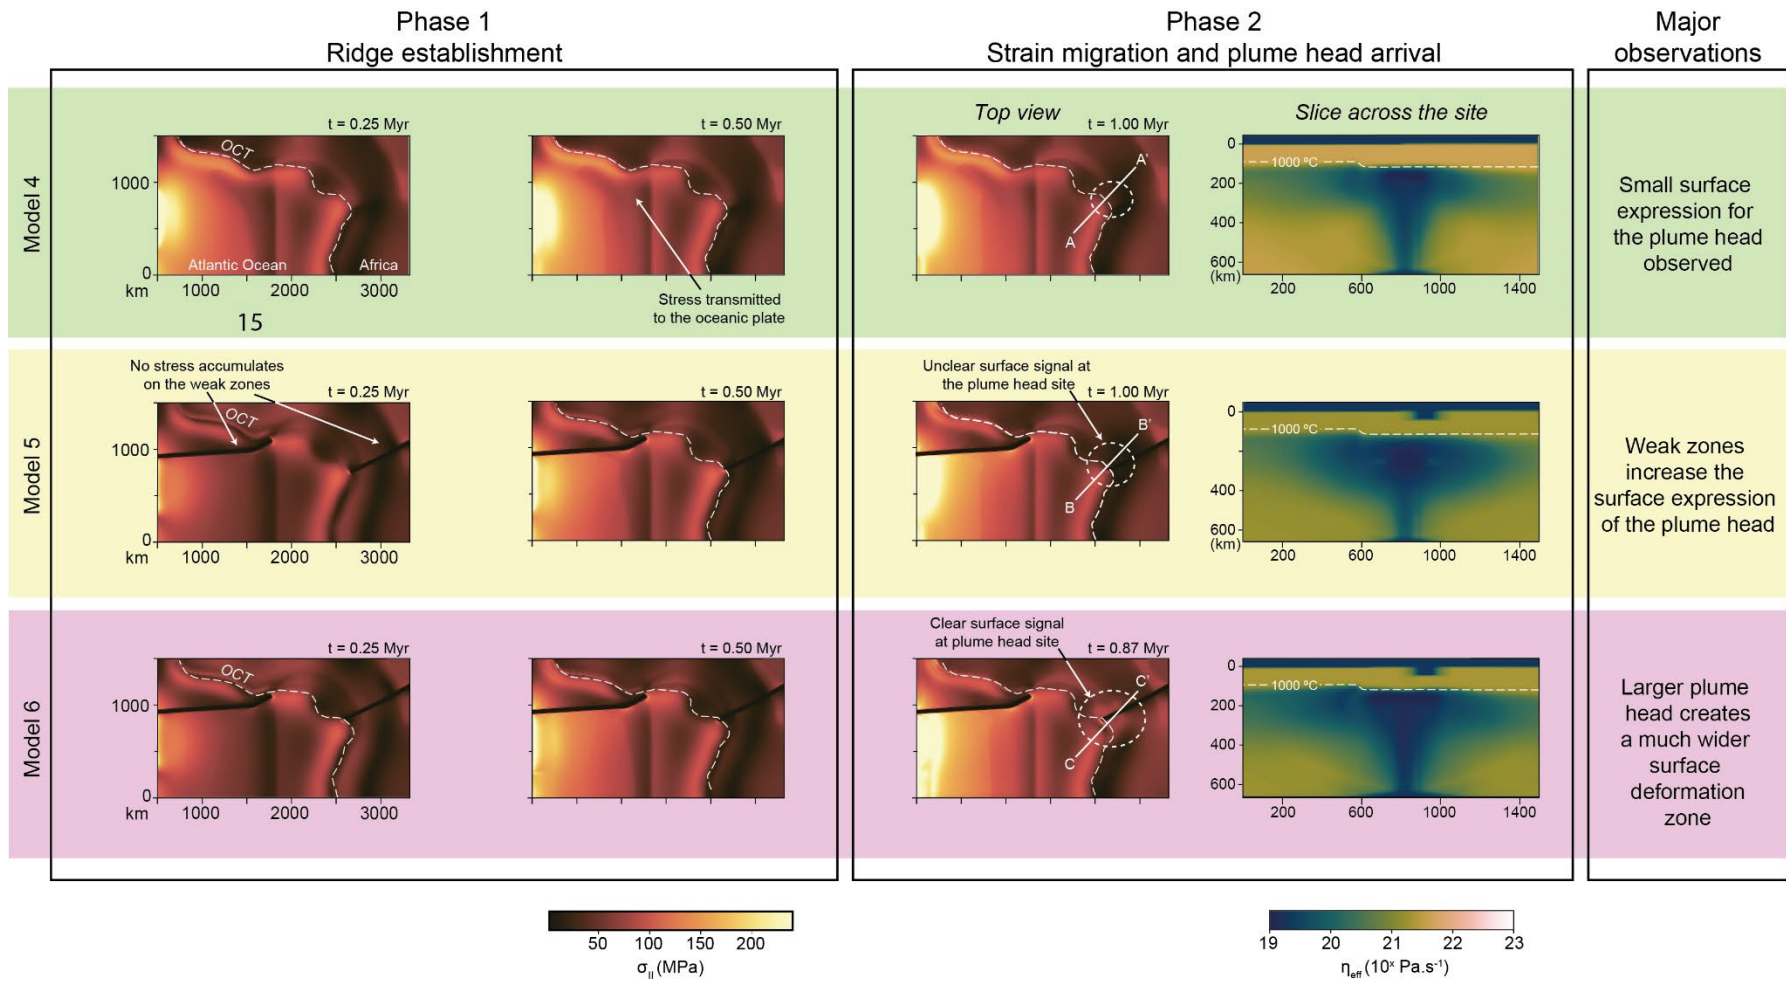 Phase 1
Ridge establishment
Phase 2
Strain migration and plume head arrival
Major
observations
Model 4
t = 0.25 Myr
OCT
1000
0
km
Atlantic Ocean
Africa
1000
2000
3000
15
t = 0.50 Myr
Stress transmitted
to the oceanic plate
Top view
t = 1.00 Myr
A'
A
Slice across the site
0
200
400
600
(km)
1000 ºC
200
600
1000
1400
Small surface
expression for
the plume head
observed
Model 5
No stress accumulates
on the weak zones
t = 0.25 Myr
OCT
1000
0
km
1000
2000
3000
t = 0.50 Myr
Unclear surface signal at
the plume head site
t = 1.00 Myr
B'
B
0
200
400
600
(km)
1000 ºC
200
600
1000
1400
Weak zones
increase the
surface expression
of the plume head
Model 6
t = 0.25 Myr
OCT
1000
0
km
1000
2000
3000
t = 0.50 Myr
Clear surface signal
at plume head site
t = 0.87 Myr
C'
C
0
200
400
600
1000 ºC
200
600
1000
1400
Larger plume
head creates
a much wider
surface
deformation
zone
50
100
150
200
σII (MPa)
19
20
21
22
23
ηeff (10ˣ Pa.s⁻¹)